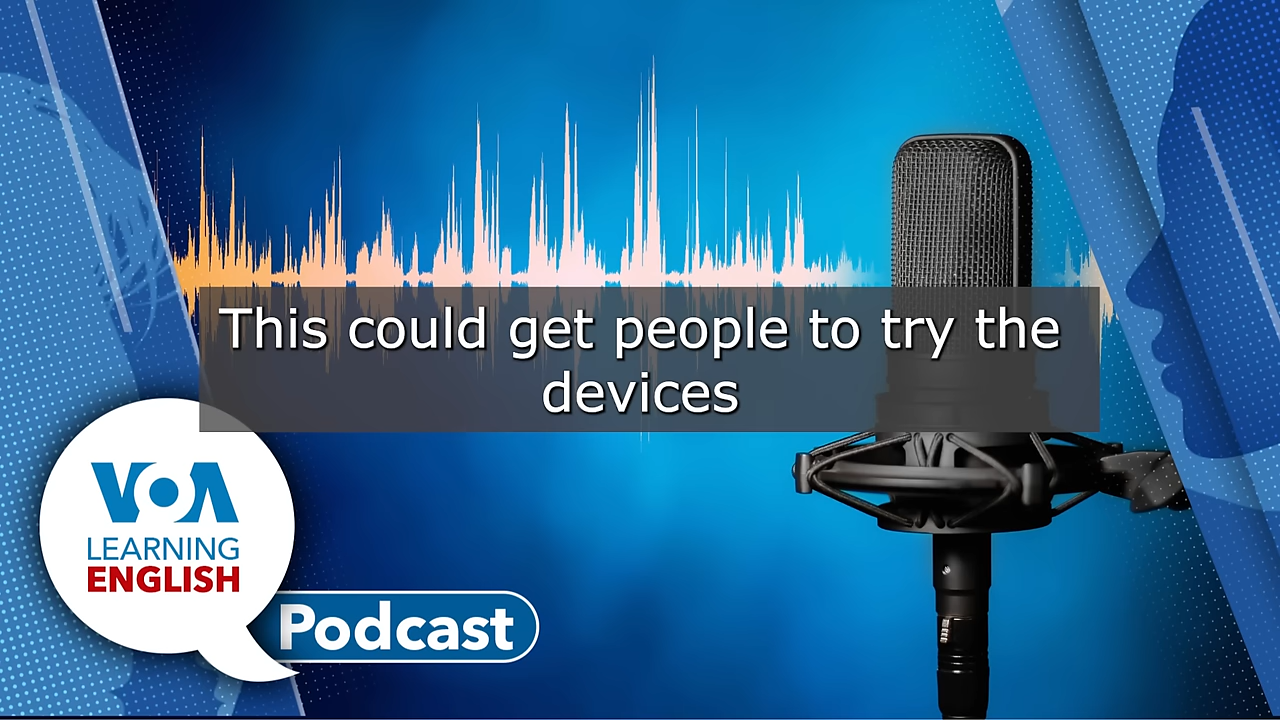 This could get people to try the
devices
VOA
LEARNING
ENGLISH
Podcast